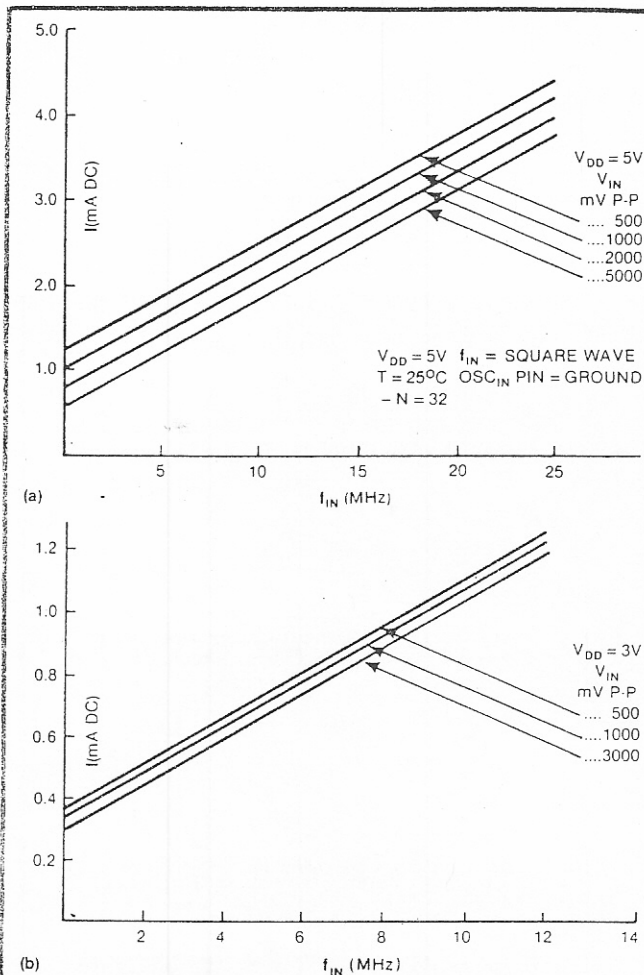 5.0
4.0
3.0
2.0
1.0
I(mA DC)
V_DD = 5V
V_IN
mV P-P
.... 500
....1000
....2000
....5000
V_DD = 5V f_IN = SQUARE WAVE
T = 25°C OSC_IN PIN = GROUND
– N = 32
5 10 15 20 25
(a)
f_IN (MHz)
1.2
1.0
0.8
0.6
0.4
0.2
I(mA DC)
V_DD = 3V
V_IN
mV P-P
.... 500
....1000
....3000
2 4 6 8 10 12 14
(b)
f_IN (MHz)